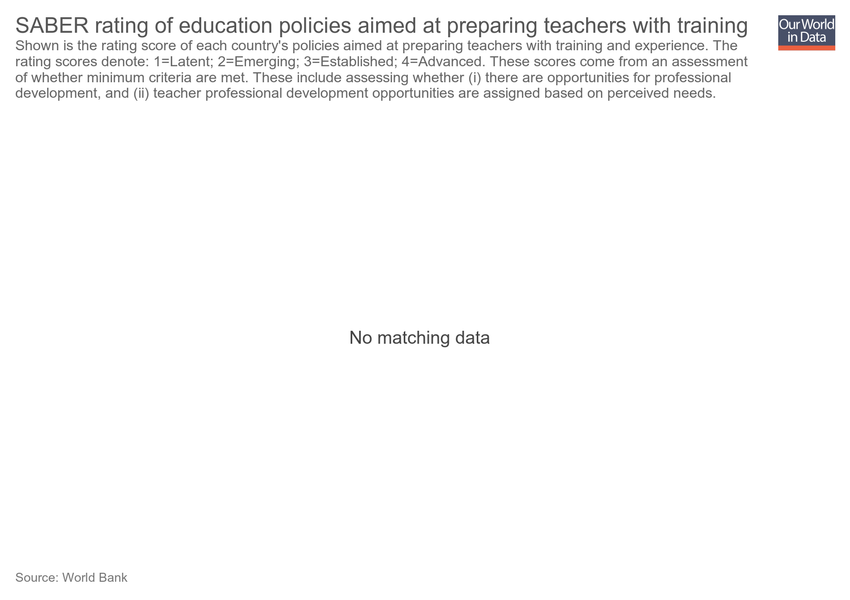 SABER rating of education policies aimed at preparing teachers with training
Our World
in Data
Shown is the rating score of each country's policies aimed at preparing teachers with training and experience. The
rating scores denote: 1=Latent; 2=Emerging; 3=Established; 4=Advanced. These scores come from an assessment
of whether minimum criteria are met. These include assessing whether (i) there are opportunities for professional
development, and (ii) teacher professional development opportunities are assigned based on perceived needs.
No matching data
Source: World Bank